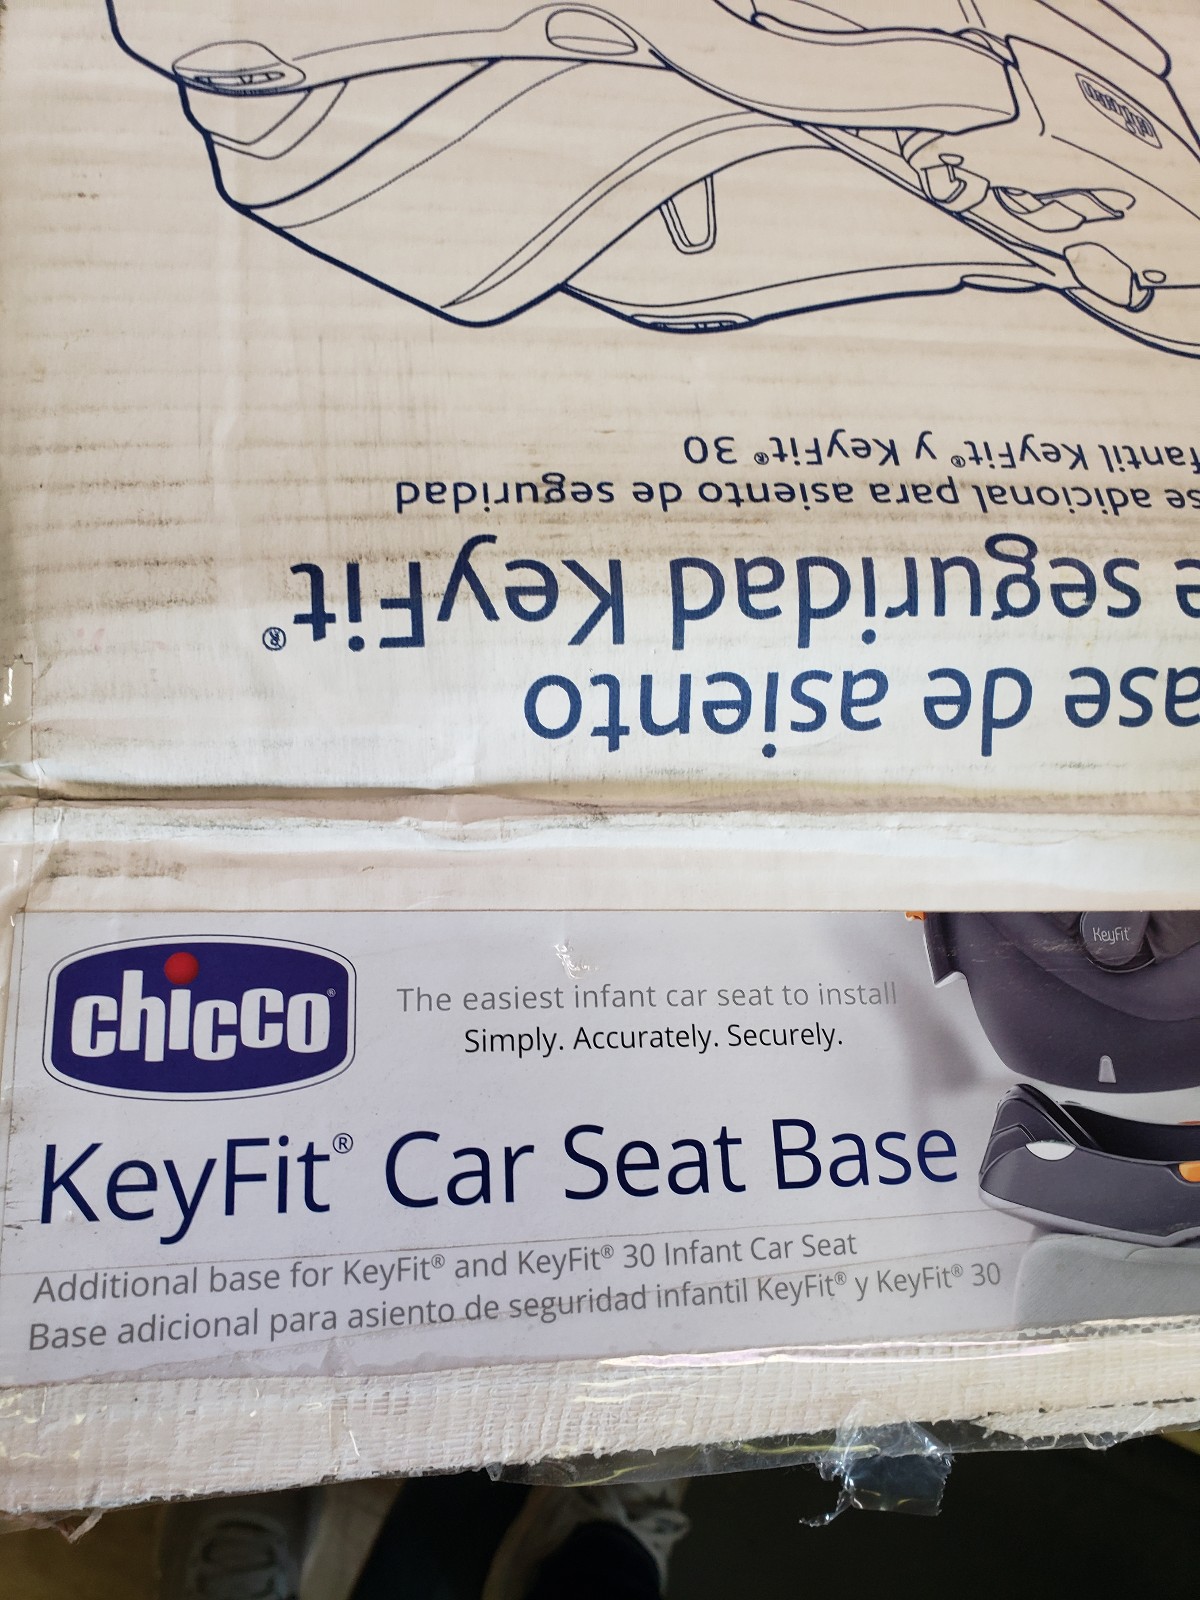 ase de asiento
e seguridad KeyFit®
se adicional para asiento de seguridad
fantil KeyFit® y KeyFit® 30
chicco
chicco®
The easiest infant car seat to install
Simply. Accurately. Securely.
KeyFit
KeyFit® Car Seat Base
Additional base for KeyFit® and KeyFit® 30 Infant Car Seat
Base adicional para asiento de seguridad infantil KeyFit® y KeyFit® 30